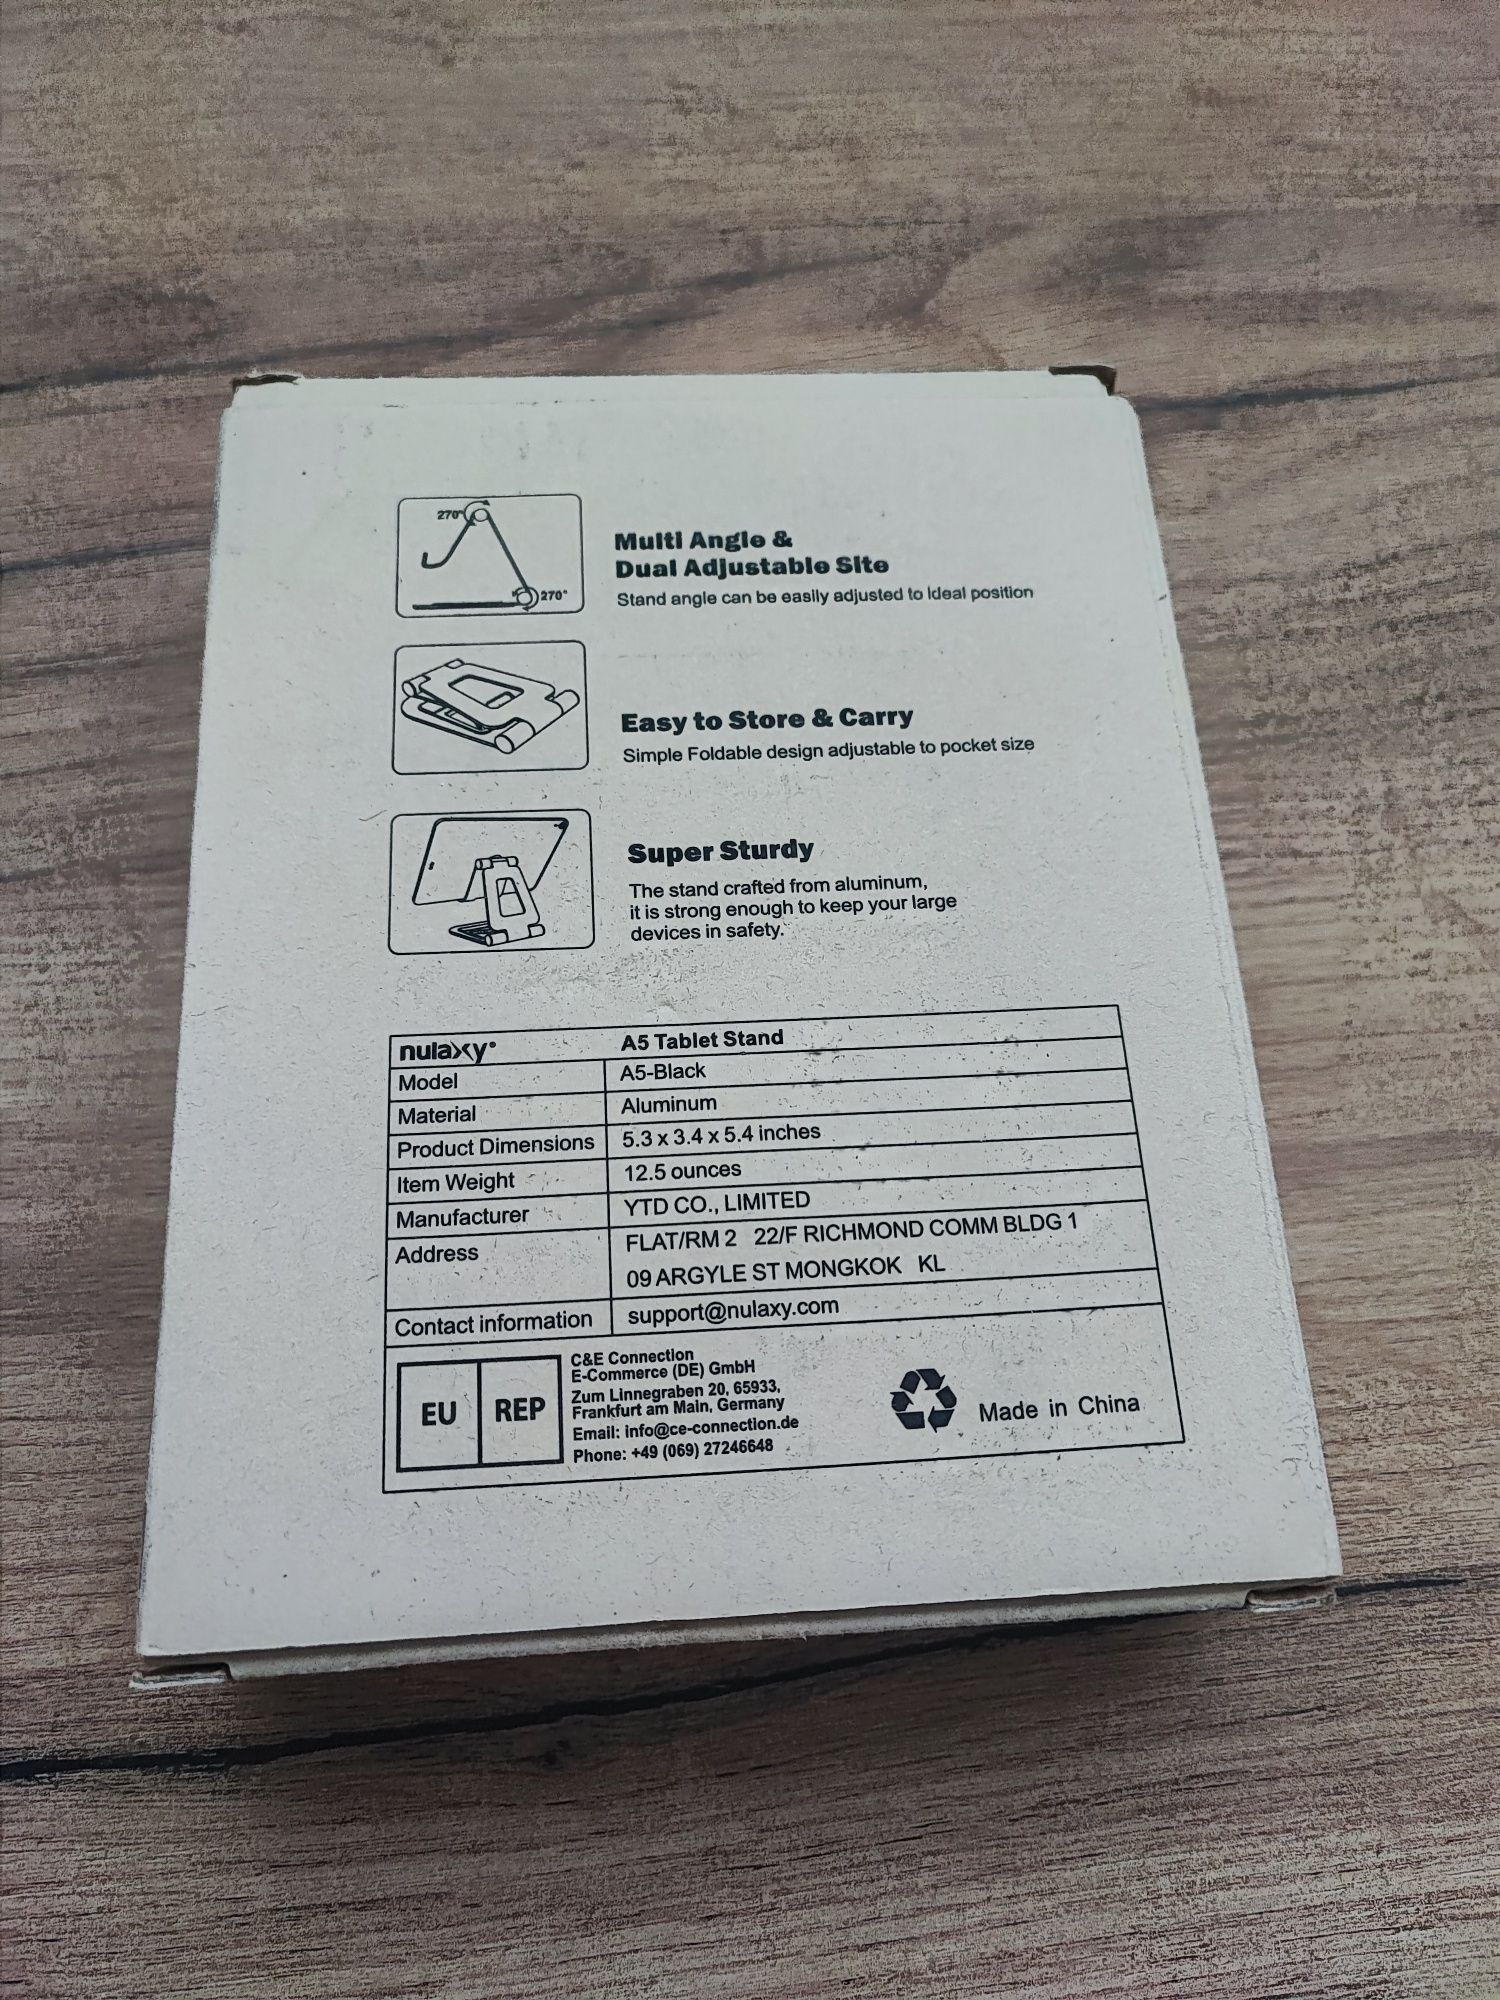 270°
270°
Multi Angle &
Dual Adjustable Site
Stand angle can be easily adjusted to Ideal position
Easy to Store & Carry
Simple Foldable design adjustable to pocket size
Super Sturdy
The stand crafted from aluminum,
it is strong enough to keep your large
devices in safety.
nulaxy A5 Tablet Stand
Model A5-Black
Material Aluminum
Product Dimensions 5.3 x 3.4 x 5.4 inches
Item Weight 12.5 ounces
Manufacturer YTD CO., LIMITED
Address FLAT/RM 2 22/F RICHMOND COMM BLDG 1
09 ARGYLE ST MONGKOK KL
Contact information support@nulaxy.com
EU REP
C&E Connection
E-Commerce (DE) GmbH
Zum Linnegraben 20, 65933,
Frankfurt am Main, Germany
Email: info@ce-connection.de
Phone: +49 (069) 27246648
Made in China